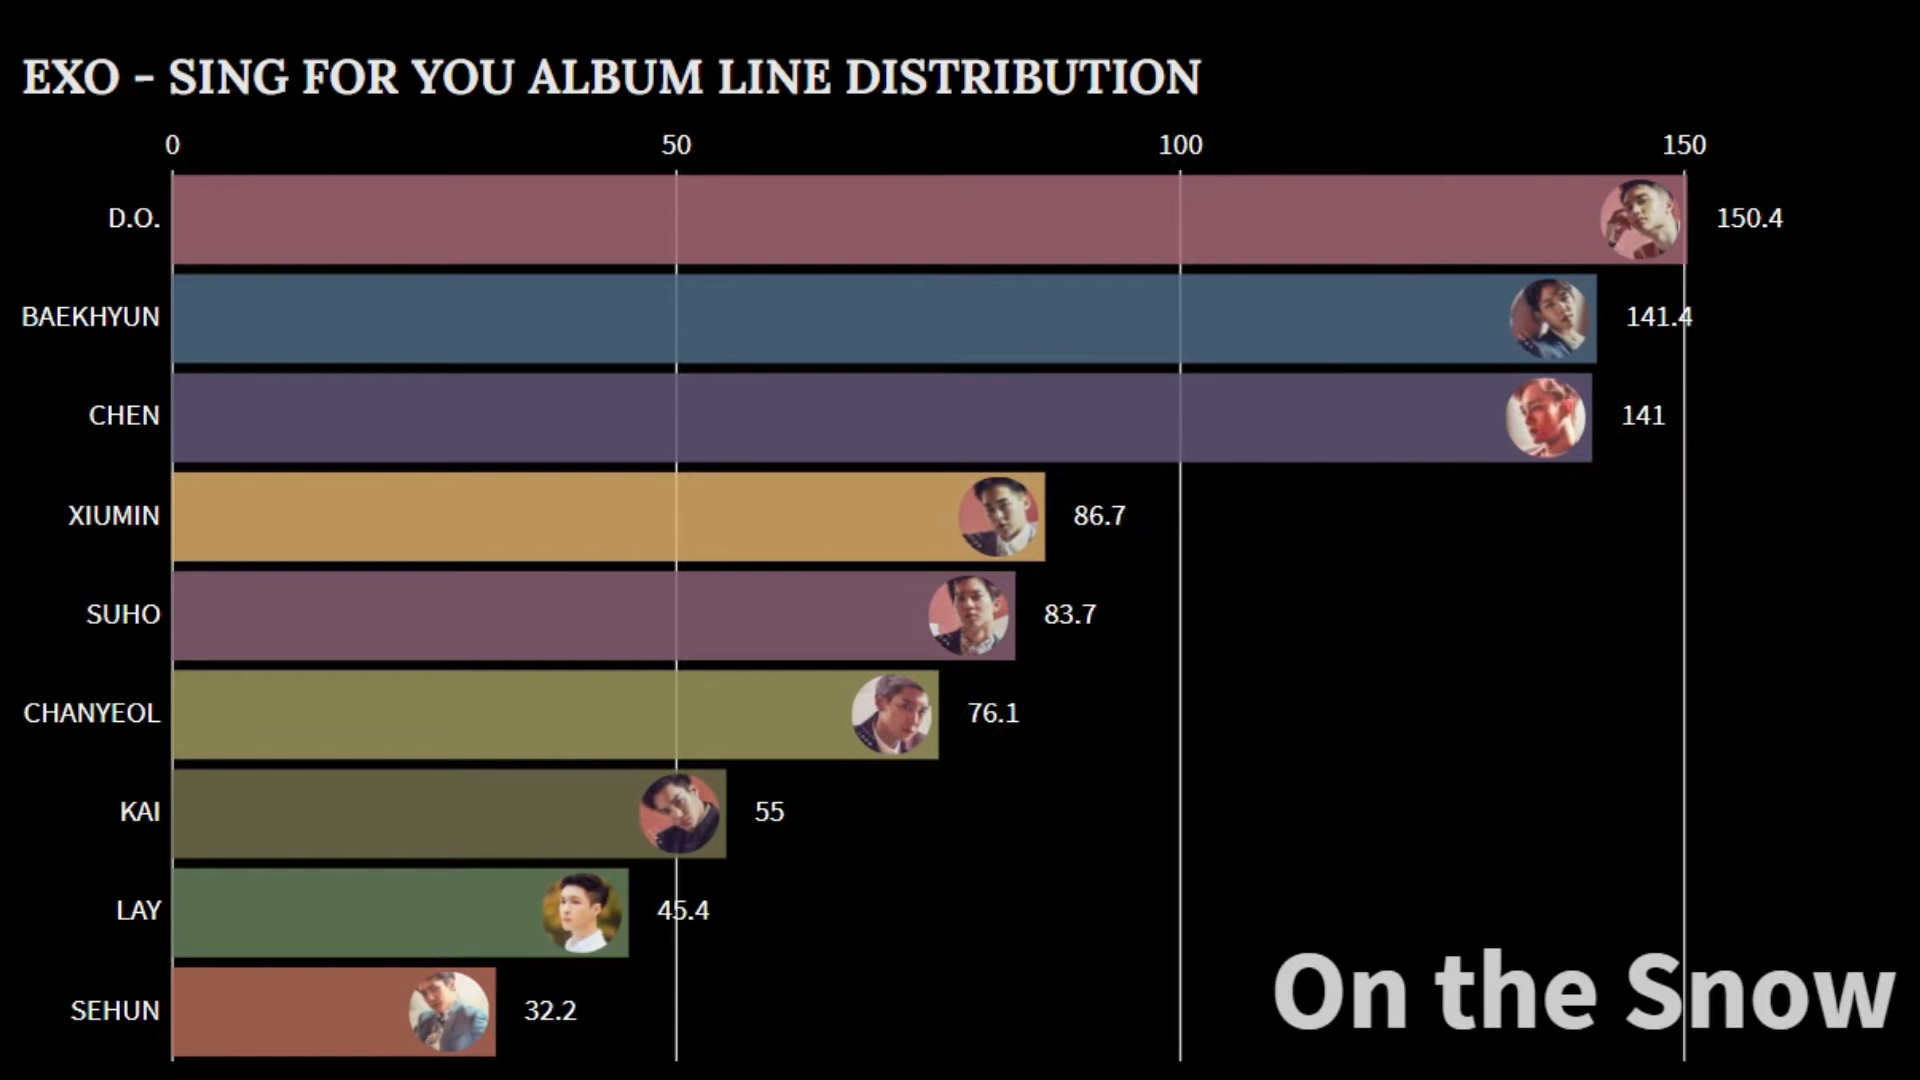 EXO - SING FOR YOU ALBUM LINE DISTRIBUTION
0 50 100 150
D.O. 150.4
BAEKHYUN 141.4
CHEN 141
XIUMIN 86.7
SUHO 83.7
CHANYEOL 76.1
KAI 55
LAY 45.4
SEHUN 32.2
On the Snow